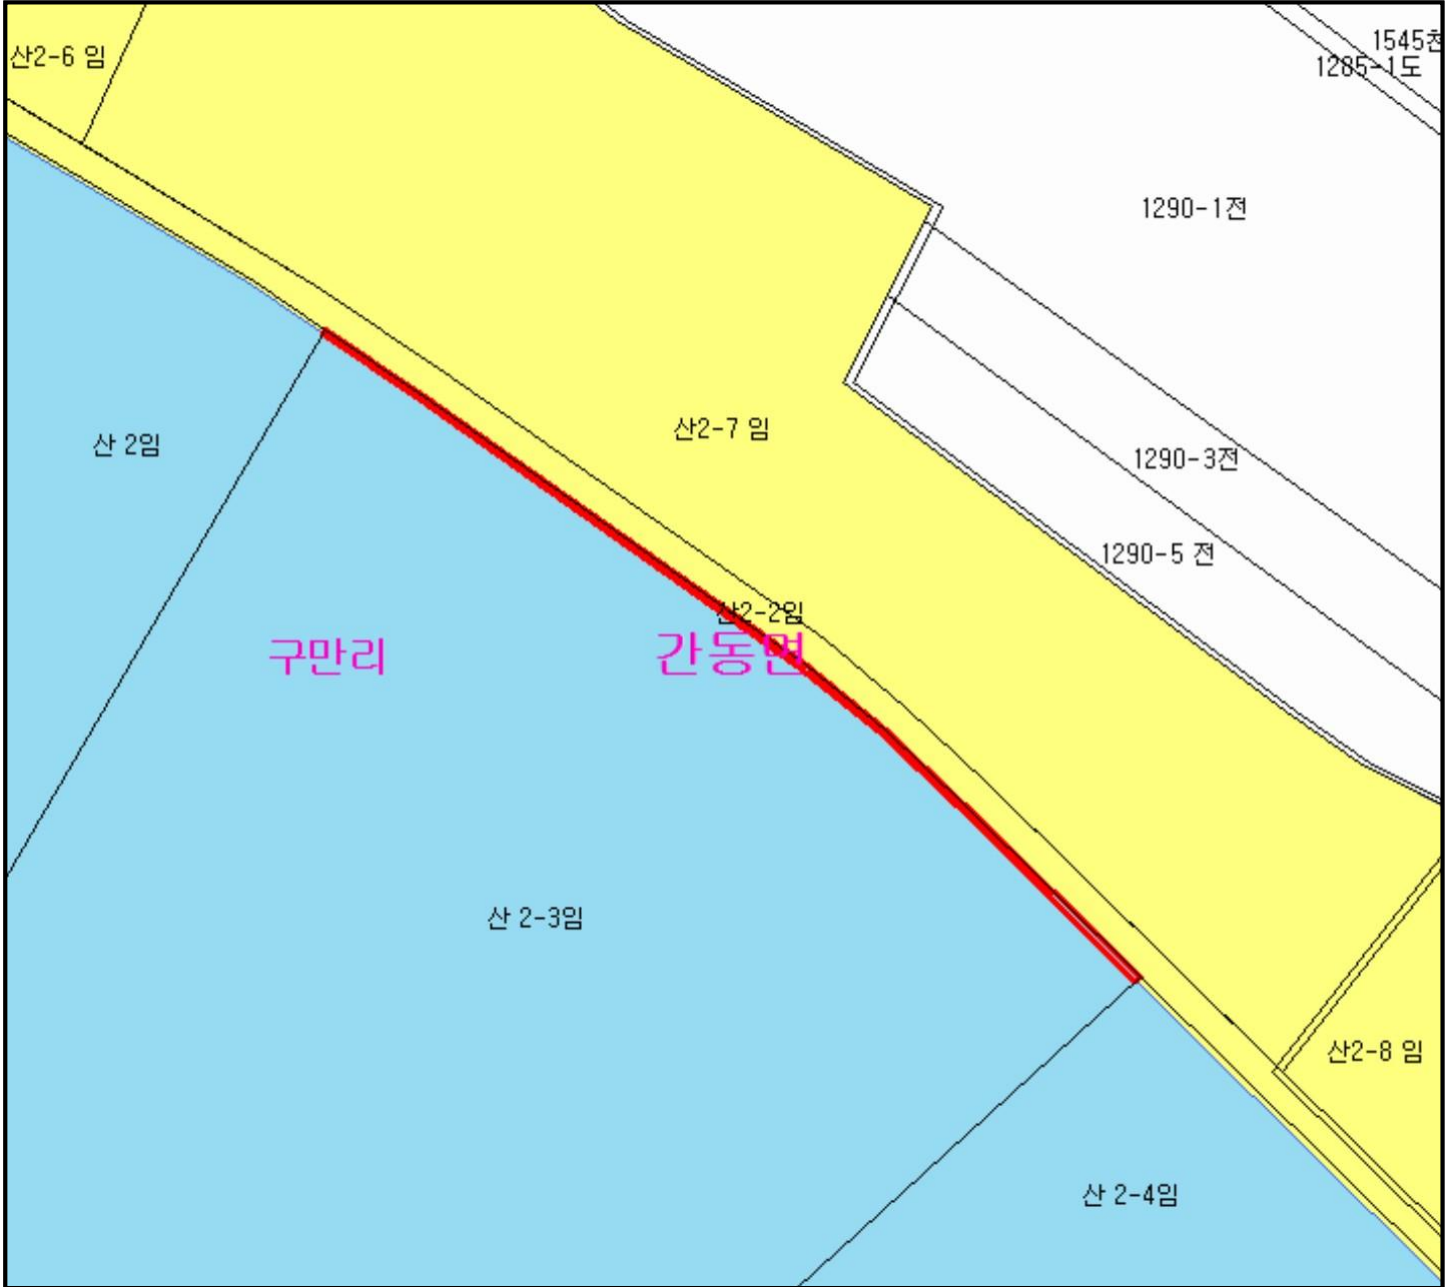 1545천
산2-6 임
1285-1도
1290-1전
산2-7 임
산 2임
1290-3전
1290-5 전
산2-2임
구만리
간동면
산 2-3임
산2-8 임
산 2-4임